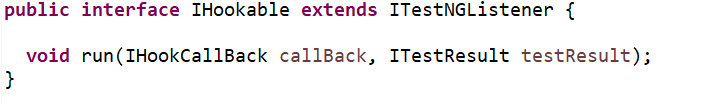 public interface IHookable extends ITestNGListener {
void run(IHookCallBack callBack, ITestResult testResult);
}